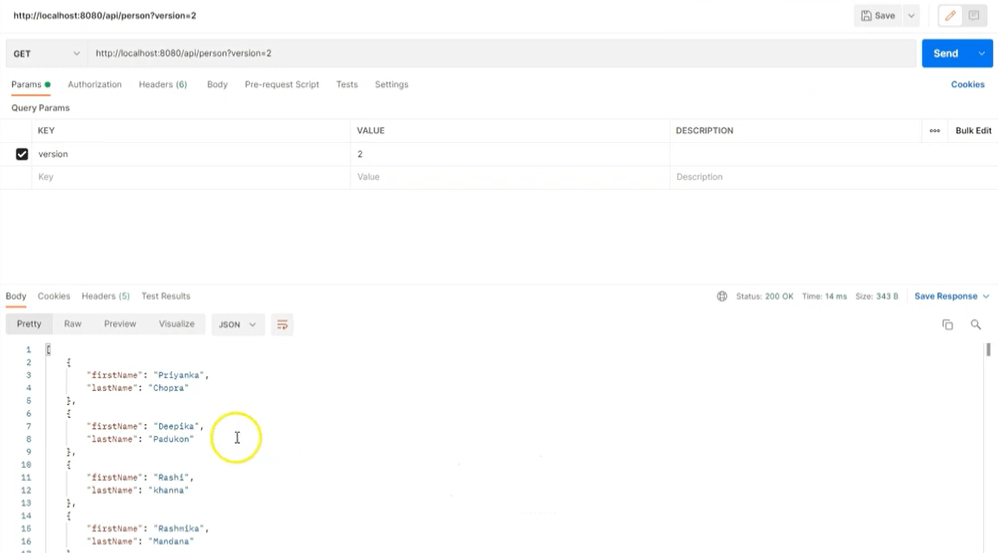 http://localhost:8080/api/person?version=2
Save
GET http://localhost:8080/api/person?version=2 Send
Params Authorization Headers (6) Body Pre-request Script Tests Settings Cookies
Query Params
KEY VALUE DESCRIPTION ooo Bulk Edit
version 2
Key Value Description
Body Cookies Headers (5) Test Results Status: 200 OK Time: 14 ms Size: 343 B Save Response
Pretty Raw Preview Visualize JSON
1 [
2 {
3 "firstName": "Priyanka",
4 "lastName": "Chopra"
5 },
6 {
7 "firstName": "Deepika",
8 "lastName": "Padukon"
9 },
10 {
11 "firstName": "Rashi",
12 "lastName": "khanna"
13 },
14 {
15 "firstName": "Rashmika",
16 "lastName": "Mandana"